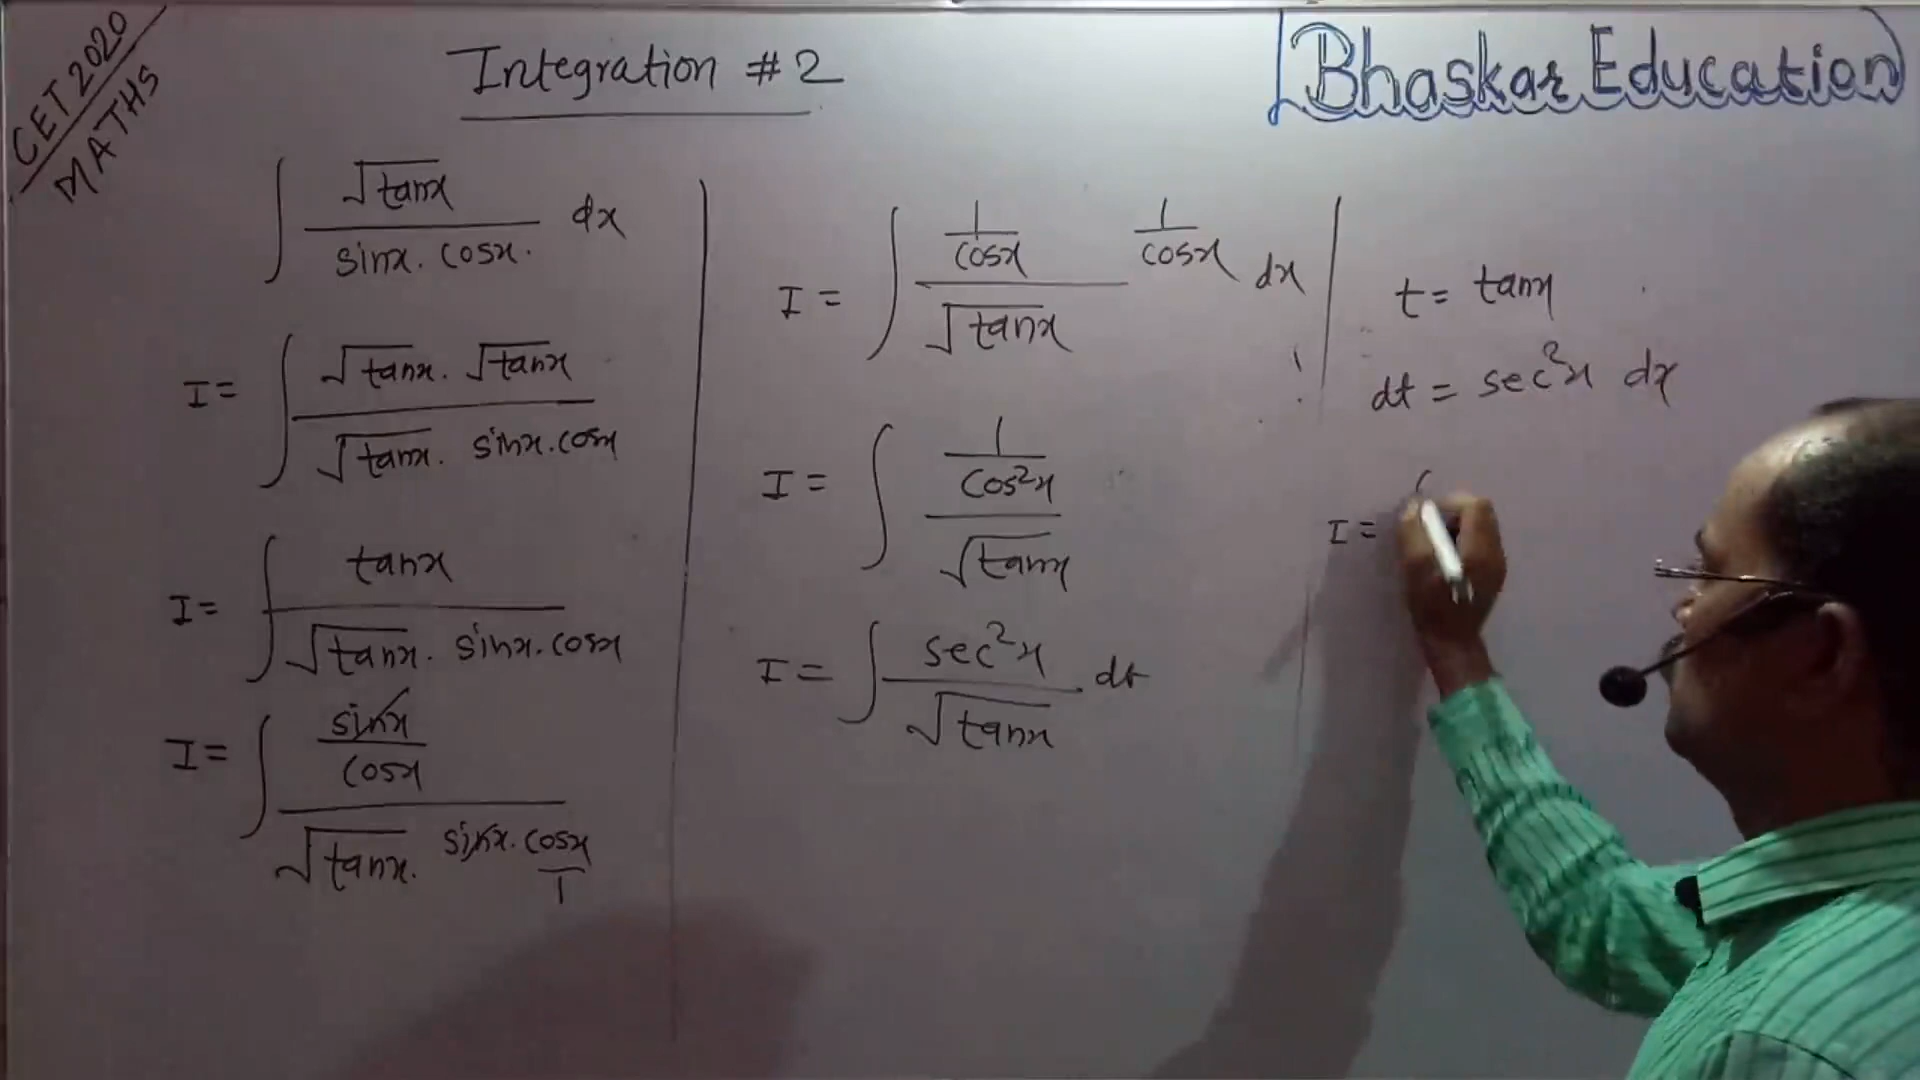 CET 2020
MATHS
Integration #2
Bhaskar Education
∫ √tanx / sinx. cosx. dx
I = ∫ √tanx. √tanx / √tanx. sinx. cosx
I = ∫ tanx / √tanx. sinx. cosx
I = ∫ sinx / cosx / √tanx. sinx. cosx / 1
I = ∫ 1 / cosx 1 / cosx / √tanx dx
I = ∫ 1 / cos²x / √tanx
I = ∫ sec²x / √tanx dt
t = tanx
dt = sec²x dx
I =